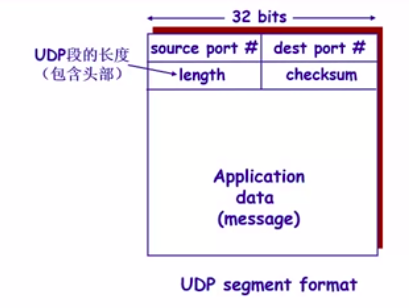 32 bits
source port # dest port #
UDP段的长度
（包含头部）
length checksum
Application
data
(message)
UDP segment format